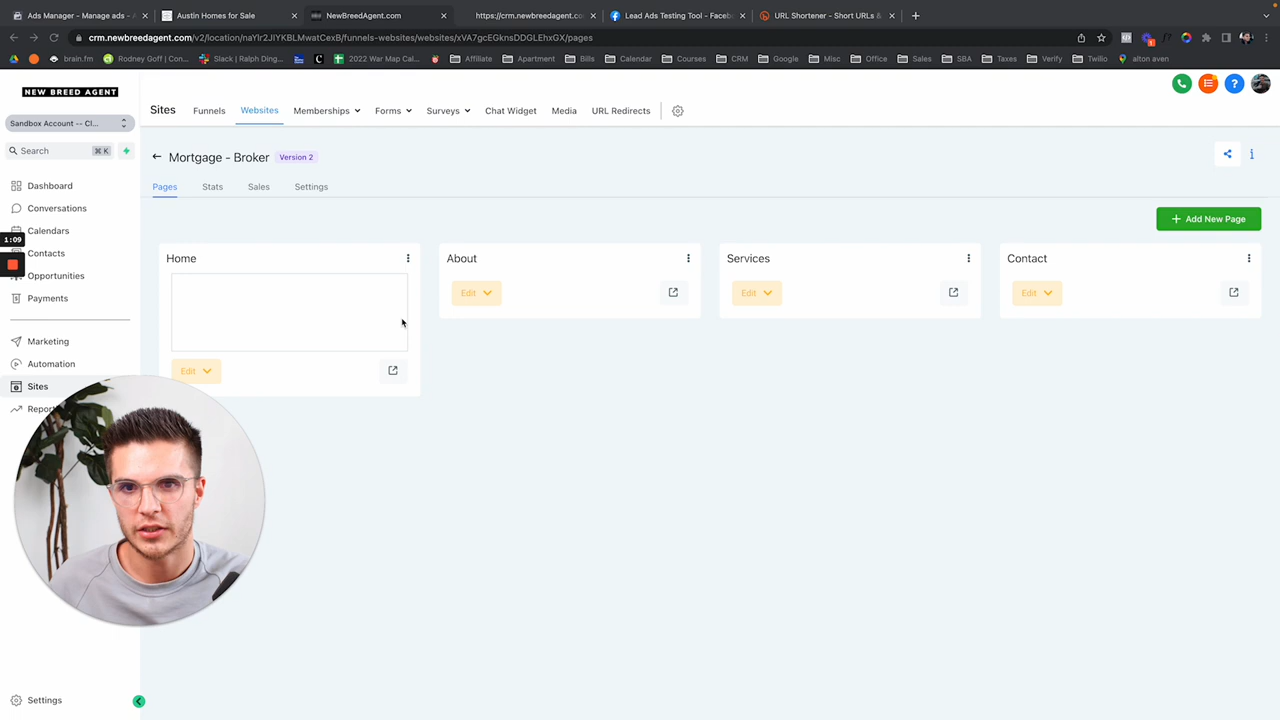 Ads Manager - Manage ads -
Austin Homes for Sale
NewBreedAgent.com
https://crm.newbreedagent.co
Lead Ads Testing Tool - Faceb
URL Shortener - Short URLs &
crm.newbreedagent.com/v2/location/naYlr2JIYKBLMwatCexB/funnels-websites/websites/xVA7gcEGknsDDGLEhxGX/pages
brain.fm
Rodney Goff | Con...
Slack | Ralph Ding...
2022 War Map Cal...
Affiliate
Apartment
Bills
Calendar
Courses
CRM
Google
Misc
Office
Sales
SBA
Taxes
Verify
Twilio
alton aven
NEW BREED AGENT
Sandbox Account -- Cl...
Search
⌘ K
Dashboard
Conversations
Calendars
1:09
Contacts
Opportunities
Payments
Marketing
Automation
Sites
Report
Settings
Sites
Funnels
Websites
Memberships
Forms
Surveys
Chat Widget
Media
URL Redirects
Mortgage - Broker
Version 2
Pages
Stats
Sales
Settings
+ Add New Page
Home
Edit
About
Edit
Services
Edit
Contact
Edit